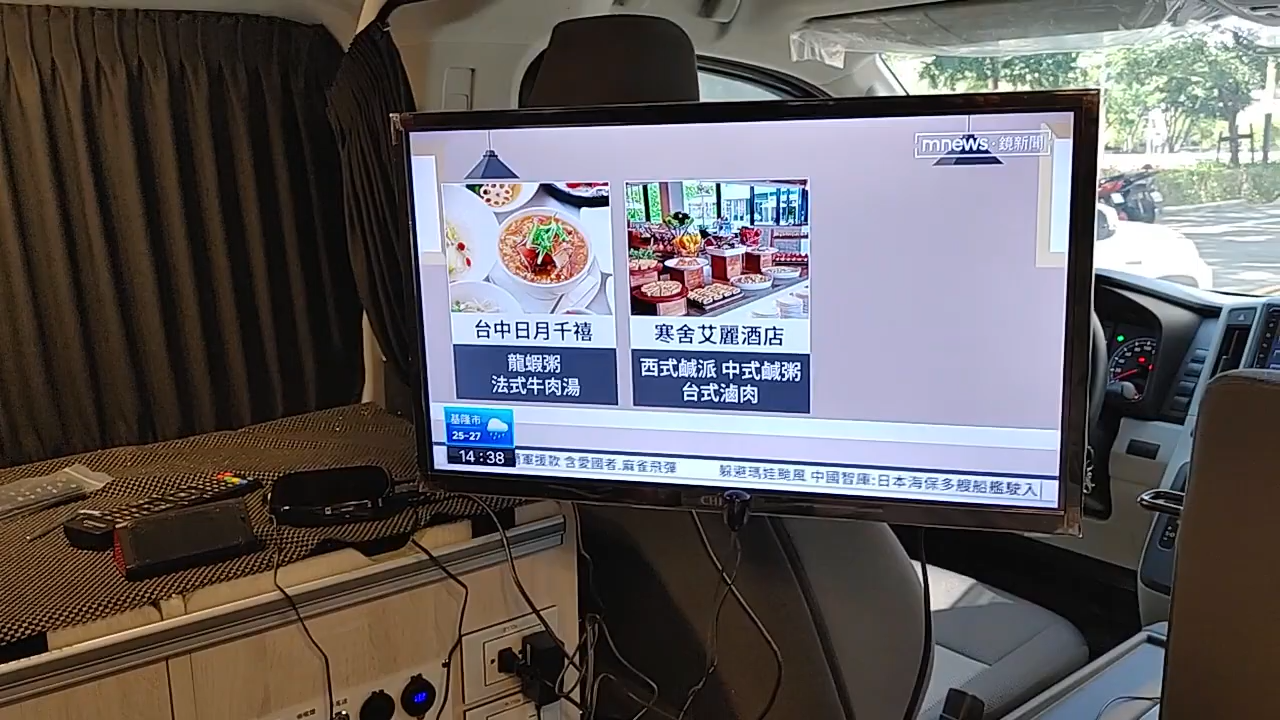 mnews·鏡新聞
台中日月千禧
龍蝦粥
法式牛肉湯
寒舍艾麗酒店
西式鹹派 中式鹹粥
台式滷肉
基隆市
25-27
14:38
軍援款 含愛國者.麻雀飛彈 躲避瑪娃颱風 中國智庫:日本海保多艘船艦駛入